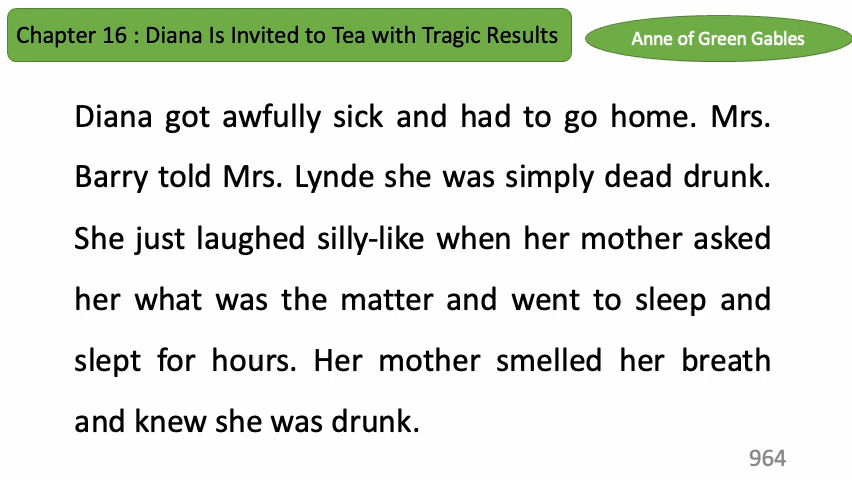 Chapter 16 : Diana Is Invited to Tea with Tragic Results
Anne of Green Gables
Diana got awfully sick and had to go home. Mrs.
Barry told Mrs. Lynde she was simply dead drunk.
She just laughed silly-like when her mother asked
her what was the matter and went to sleep and
slept for hours. Her mother smelled her breath
and knew she was drunk.
964